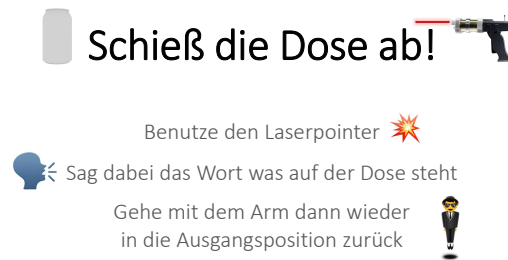 Schieß die Dose ab!
Benutze den Laserpointer
Sag dabei das Wort was auf der Dose steht
Gehe mit dem Arm dann wieder
in die Ausgangsposition zurück